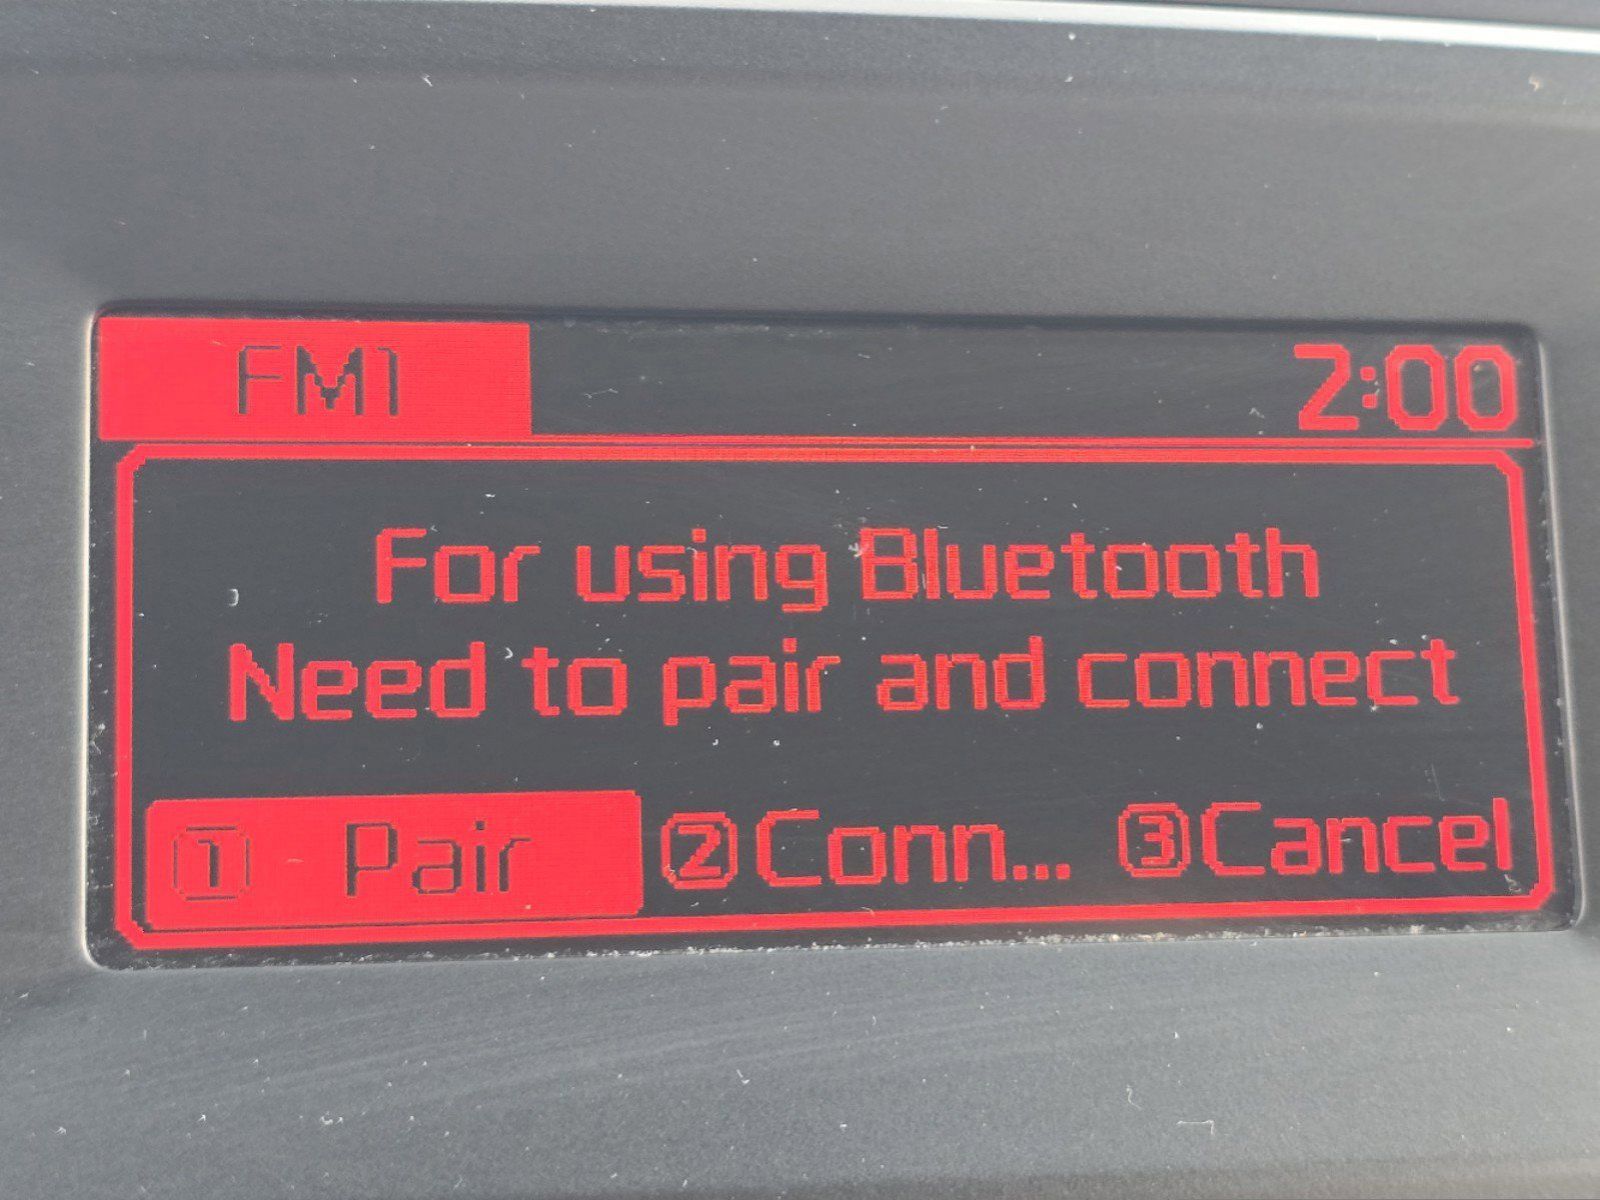 FM1 2:00
For using Bluetooth
Need to pair and connect
① Pair ② Conn... ③ Cancel